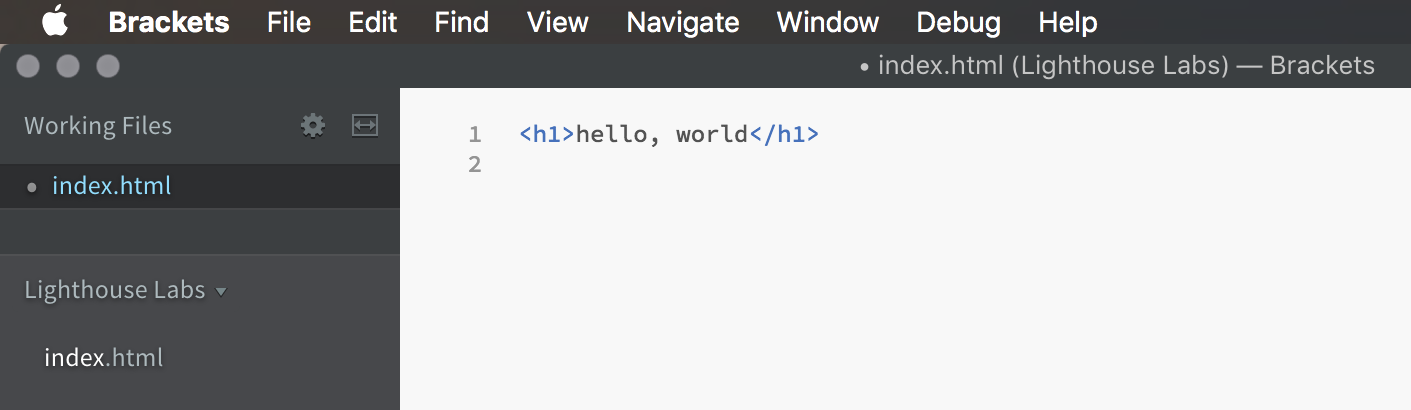 Brackets File Edit Find View Navigate Window Debug Help
• index.html (Lighthouse Labs) — Brackets
Working Files
• index.html
Lighthouse Labs
index.html
1 <h1>hello, world</h1>
2